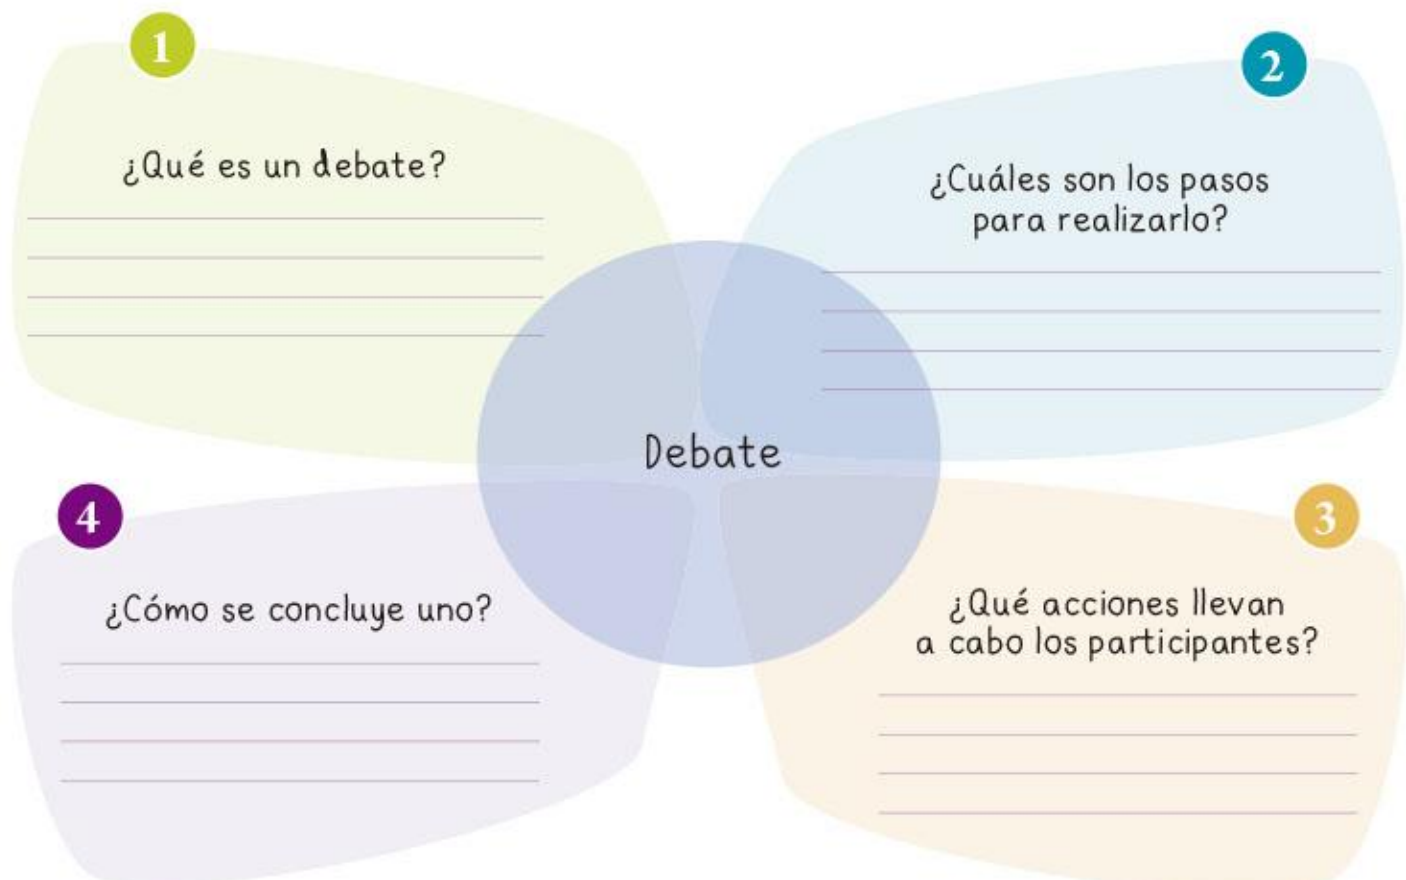 1
¿Qué es un debate?
2
¿Cuáles son los pasos
para realizarlo?
Debate
3
¿Qué acciones llevan
a cabo los participantes?
4
¿Cómo se concluye uno?